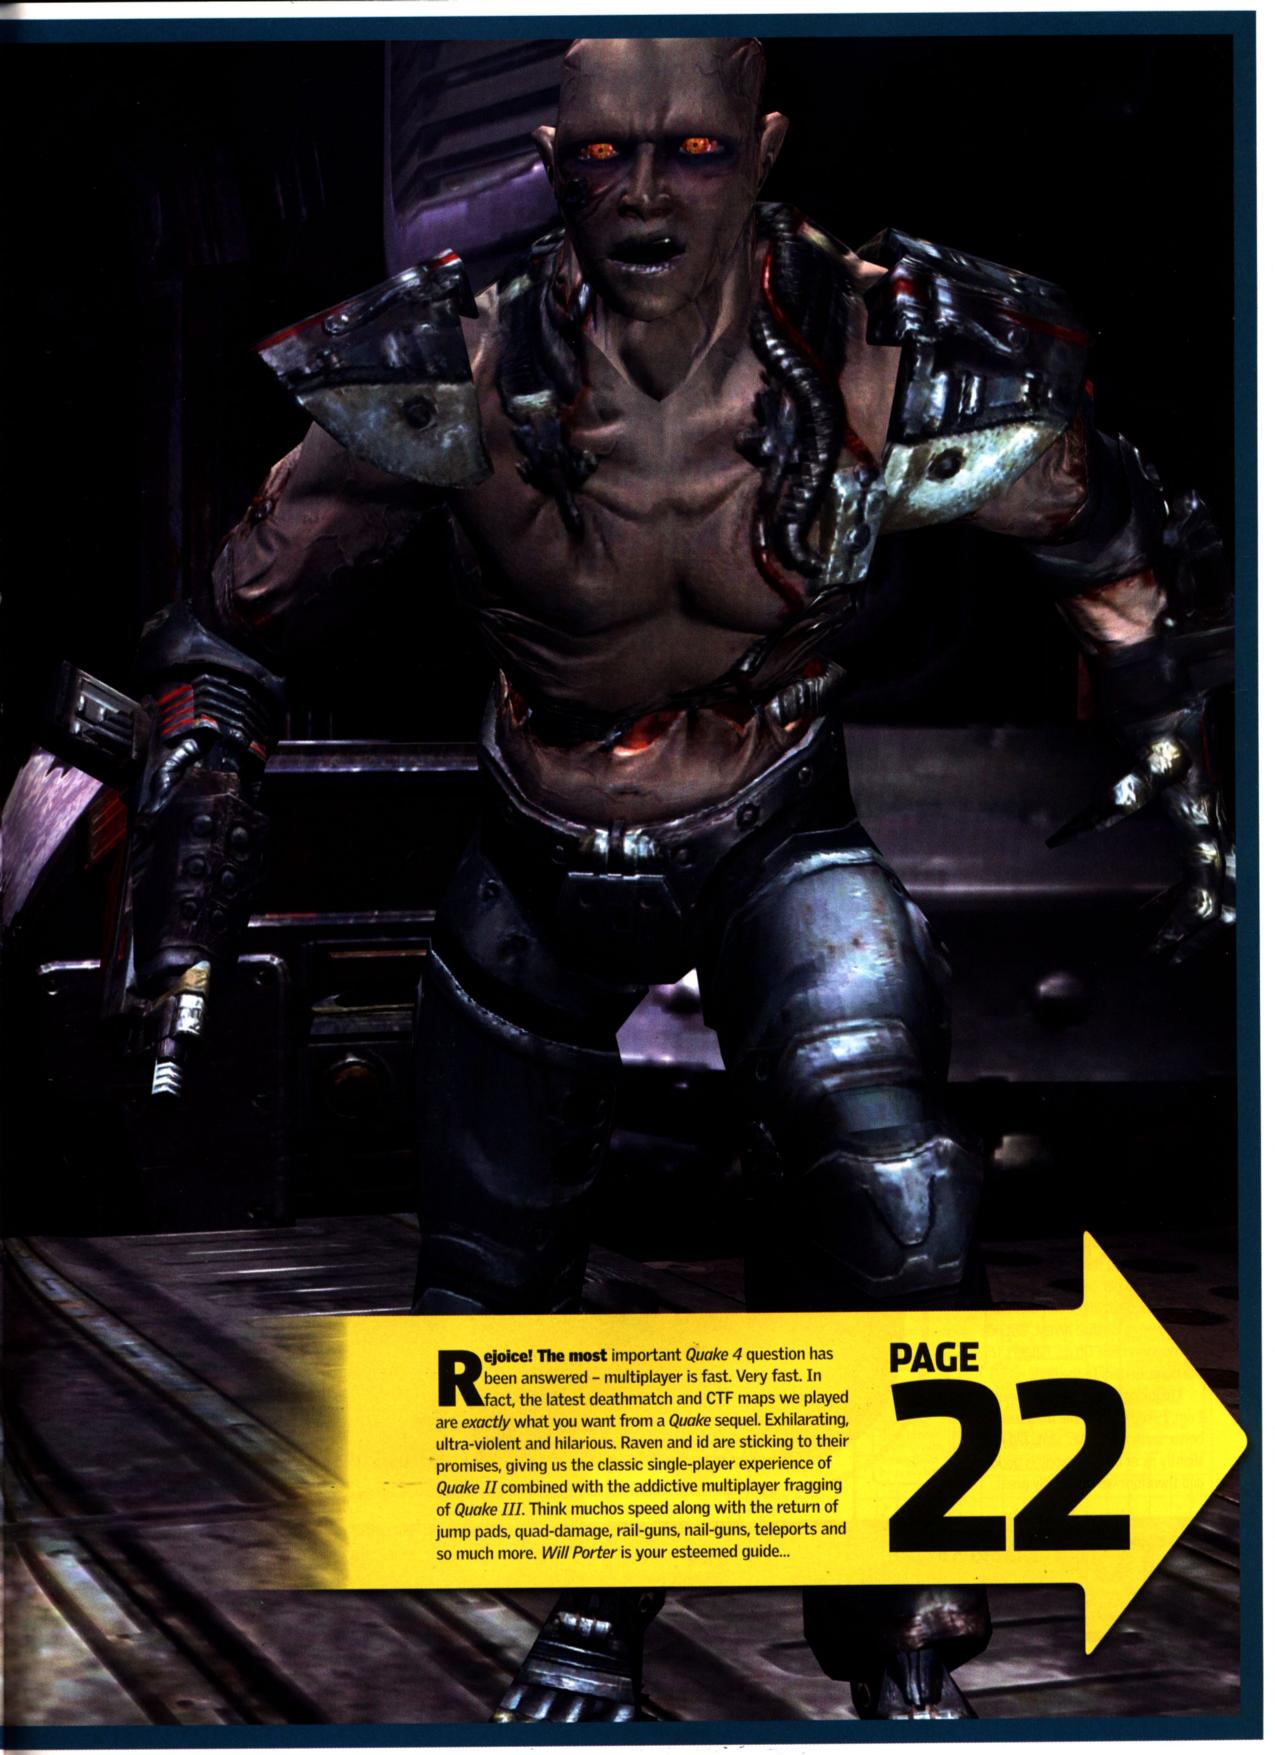 Rejoice! The most important Quake 4 question has
been answered – multiplayer is fast. Very fast. In
fact, the latest deathmatch and CTF maps we played
are exactly what you want from a Quake sequel. Exhilarating,
ultra-violent and hilarious. Raven and id are sticking to their
promises, giving us the classic single-player experience of
Quake II combined with the addictive multiplayer fragging
of Quake III. Think muchos speed along with the return of
jump pads, quad-damage, rail-guns, nail-guns, teleports and
so much more. Will Porter is your esteemed guide...
PAGE
22